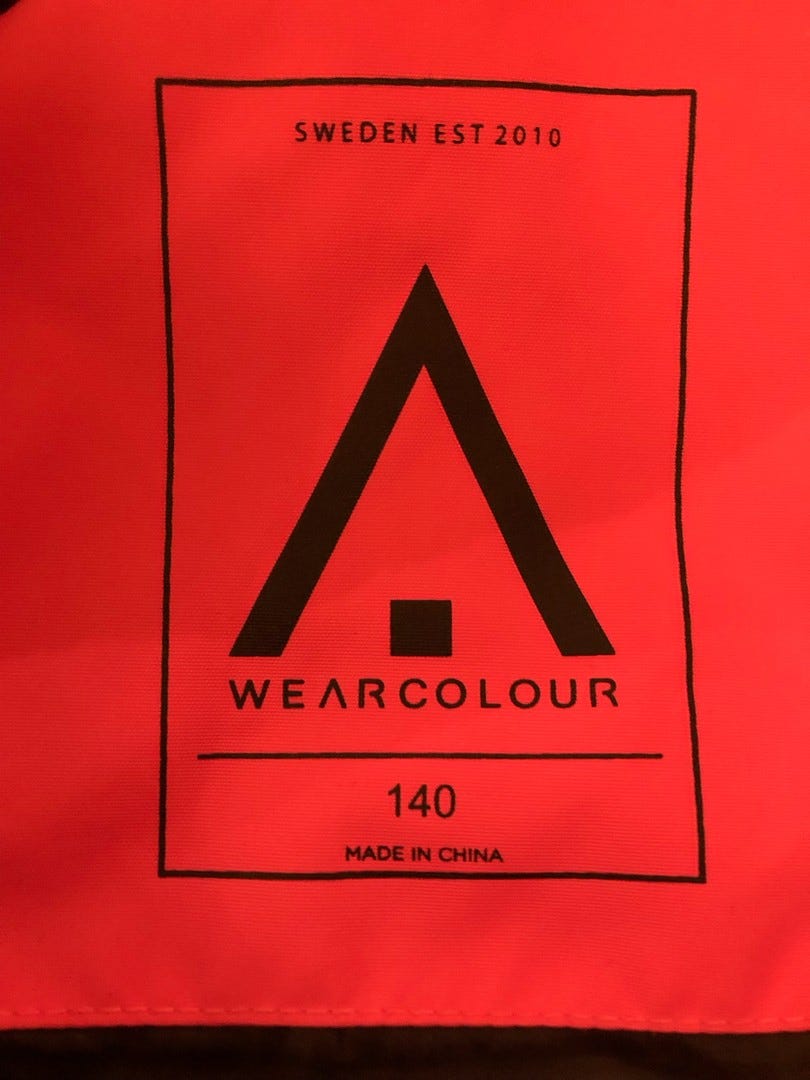 SWEDEN EST 2010
WEARCOLOUR
140
MADE IN CHINA